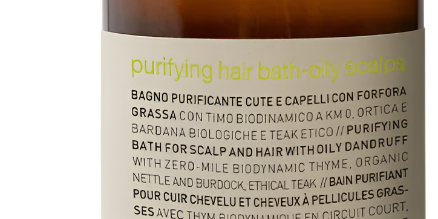 purifying hair bath-oily scalps
BAGNO PURIFICANTE CUTE E CAPELLI CON FORFORA
GRASSA CON TIMO BIODINAMICO A KM 0, ORTICA E
BARDANA BIOLOGICHE E TEAK ETICO // PURIFYING
BATH FOR SCALP AND HAIR WITH OILY DANDRUFF
WITH ZERO-MILE BIODYNAMIC THYME, ORGANIC
NETTLE AND BURDOCK, ETHICAL TEAK // BAIN PURIFIANT
POUR CUIR CHEVELU ET CHEVEUX À PELLICULES GRAS-
SES AVEC THYM BIODYNAMIQUE EN CIRCUIT COURT,